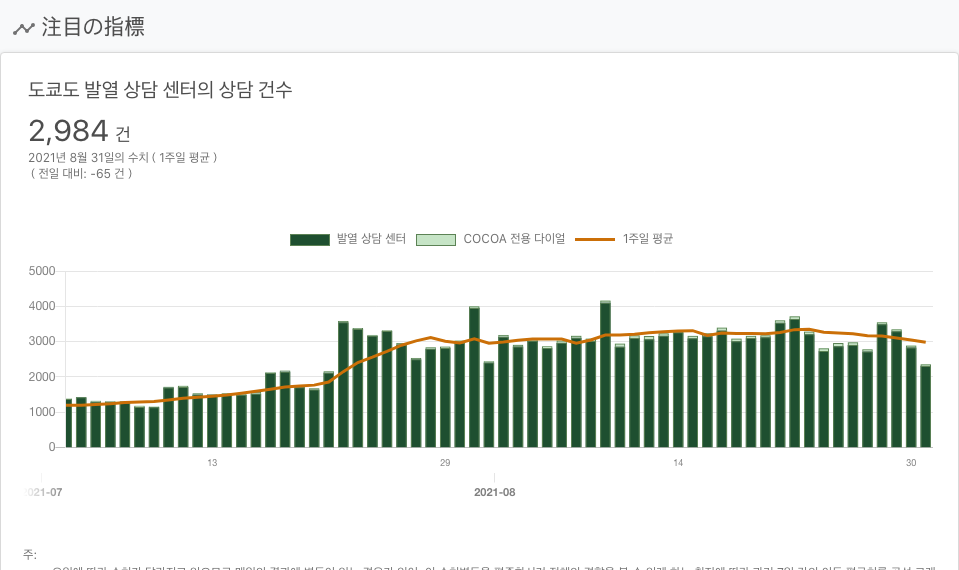 注目の指標
도쿄도 발열 상담 센터의 상담 건수
2,984 건
2021년 8월 31일의 수치 ( 1주일 평균 )
( 전일 대비: -65 건 )
발열 상담 센터 COCOA 전용 다이얼 1주일 평균
5000
4000
3000
2000
1000
0
13 29 14 30
021-07 2021-08
주: